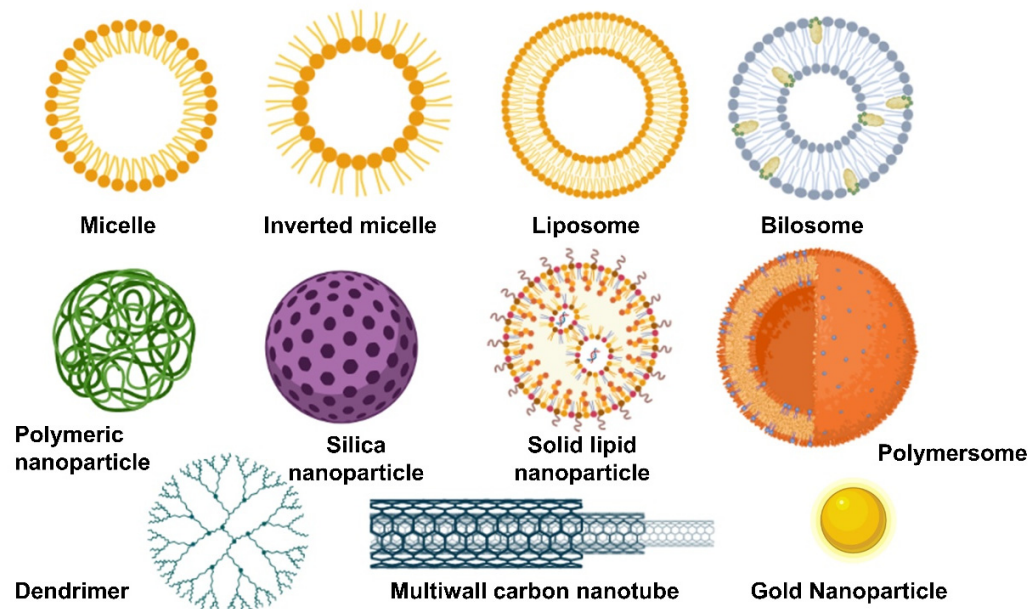 Micelle
Inverted micelle
Liposome
Bilosome
Polymeric
nanoparticle
Silica
nanoparticle
Solid lipid
nanoparticle
Polymersome
Dendrimer
Multiwall carbon nanotube
Gold Nanoparticle